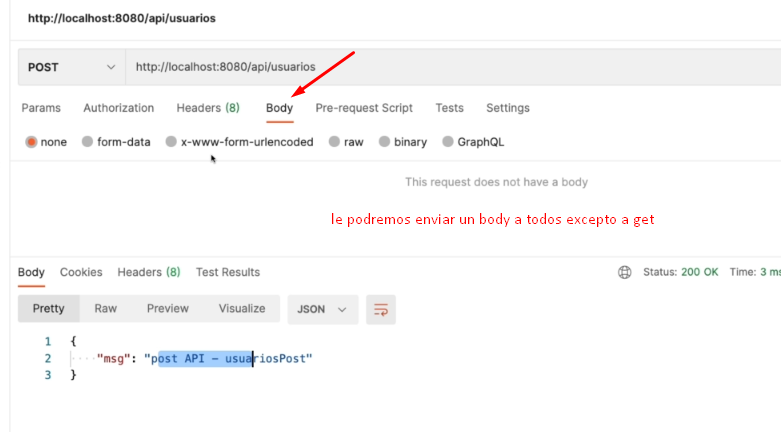 http://localhost:8080/api/usuarios
POST http://localhost:8080/api/usuarios
Params Authorization Headers (8) Body Pre-request Script Tests Settings
none form-data x-www-form-urlencoded raw binary GraphQL
This request does not have a body
le podremos enviar un body a todos excepto a get
Body Cookies Headers (8) Test Results Status: 200 OK Time: 3 ms
Pretty Raw Preview Visualize JSON
1 {
2 "msg": "post API – usuariosPost"
3 }